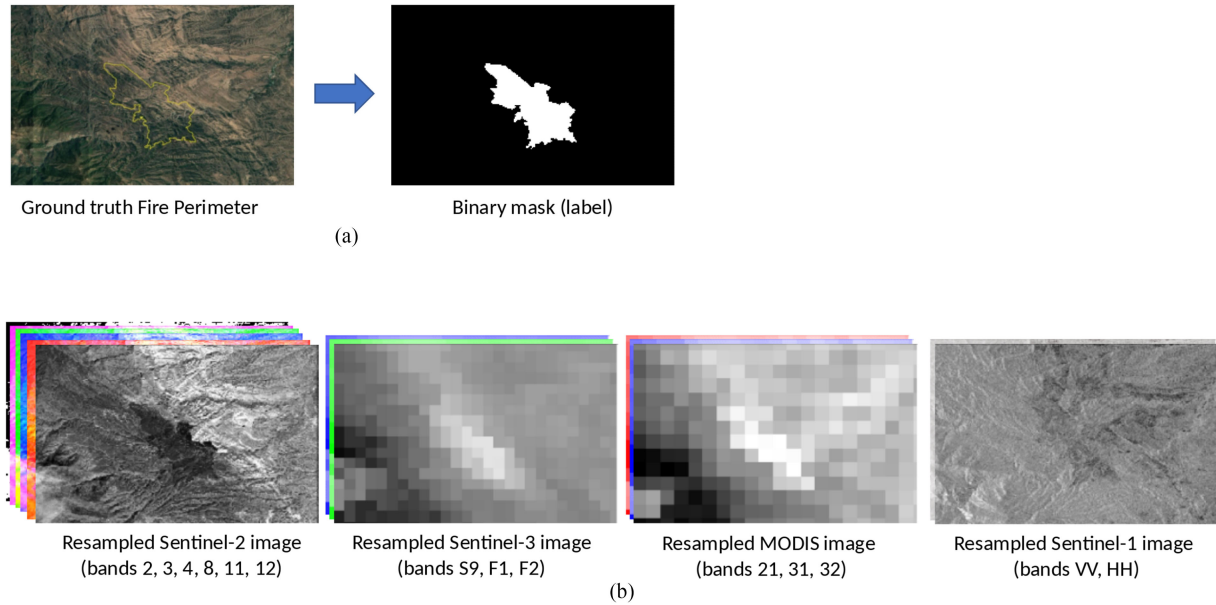 Ground truth Fire Perimeter
Binary mask (label)
(a)
Resampled Sentinel-2 image
(bands 2, 3, 4, 8, 11, 12)
Resampled Sentinel-3 image
(bands S9, F1, F2)
Resampled MODIS image
(bands 21, 31, 32)
Resampled Sentinel-1 image
(bands VV, HH)
(b)